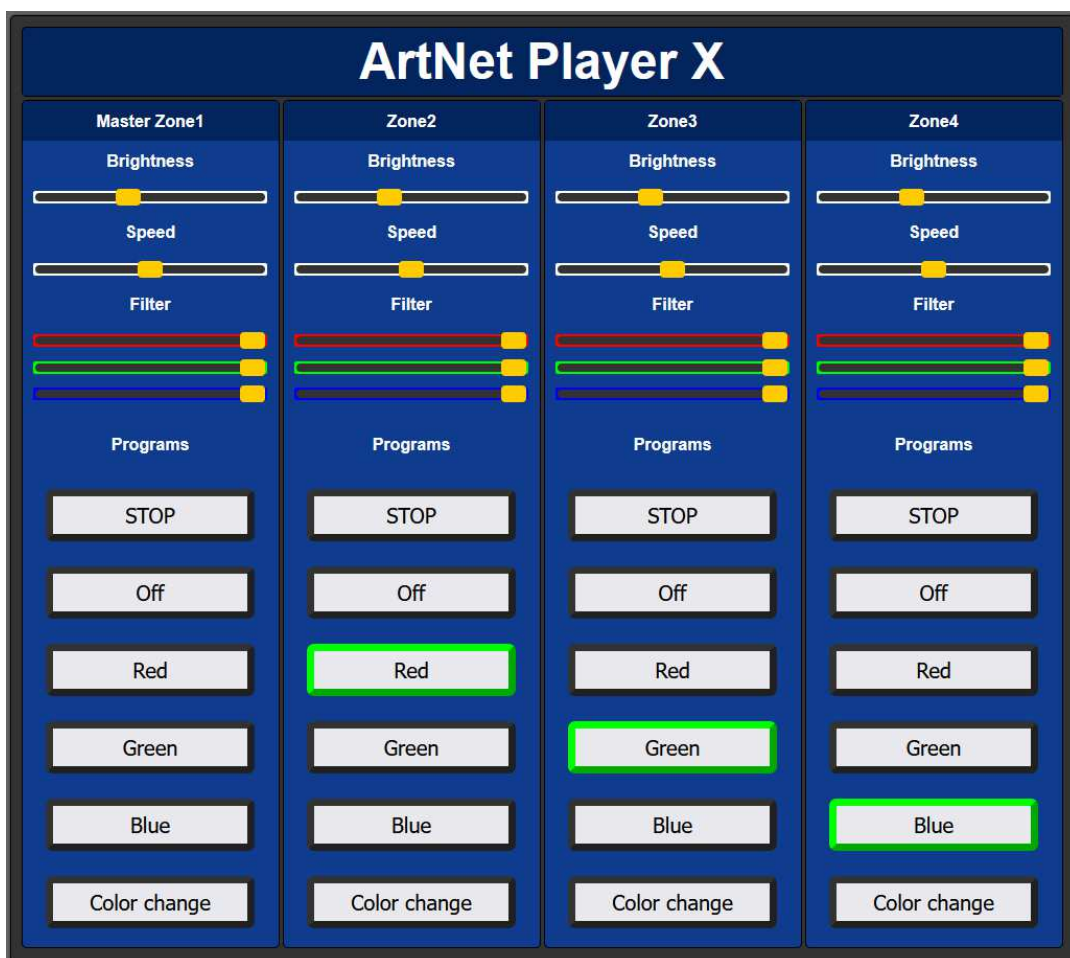 ArtNet Player X
Master Zone1 Zone2 Zone3 Zone4
Brightness Brightness Brightness Brightness
Speed Speed Speed Speed
Filter Filter Filter Filter
Programs Programs Programs Programs
STOP STOP STOP STOP
Off Off Off Off
Red Red Red Red
Green Green Green Green
Blue Blue Blue Blue
Color change Color change Color change Color change